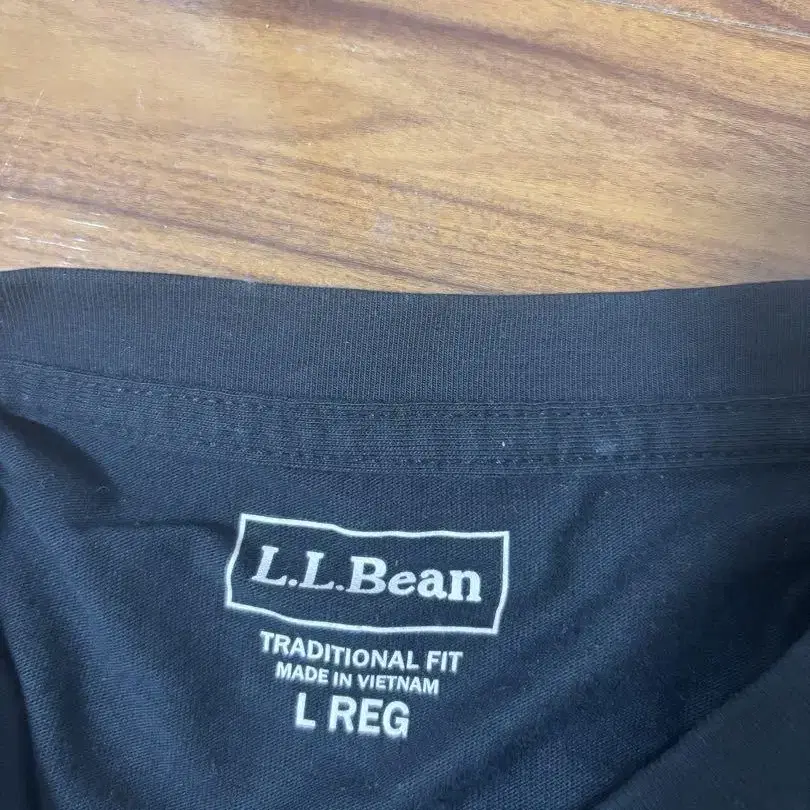 L.L.Bean
TRADITIONAL FIT
MADE IN VIETNAM
L REG